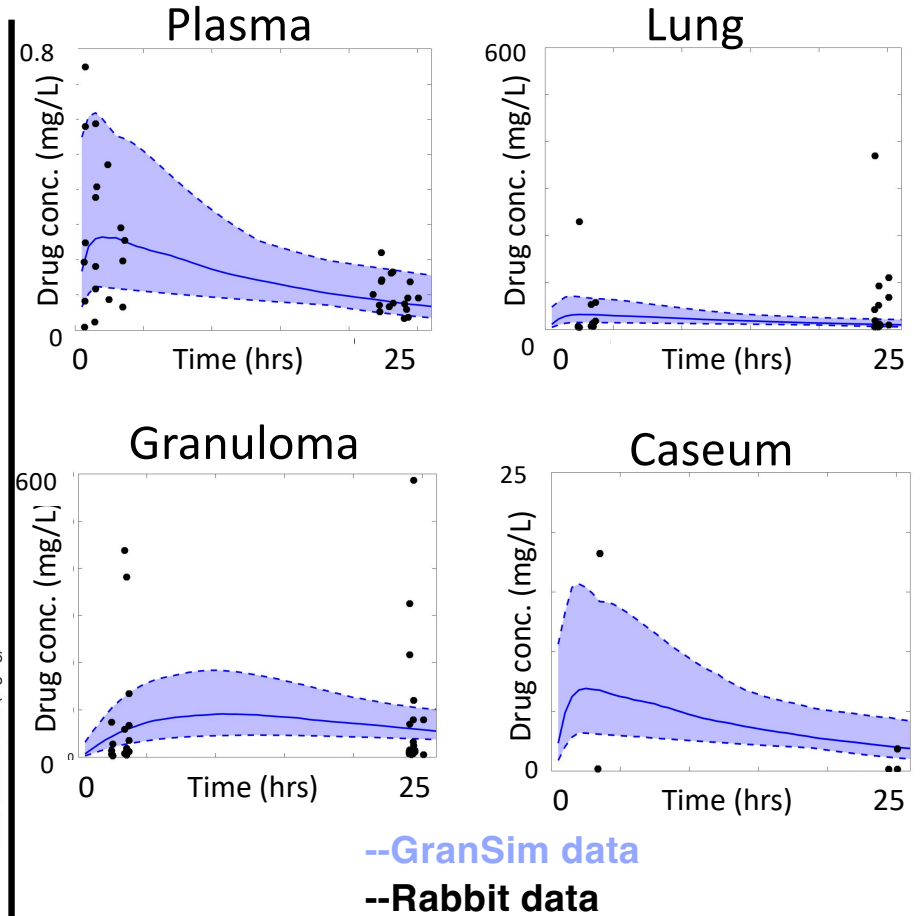 Plasma
0.8
Drug conc. (mg/L)
0
0
Time (hrs)
25
Lung
600
Drug conc. (mg/L)
0
0
Time (hrs)
25
Granuloma
600
Drug conc. (mg/L)
0
0
0
Time (hrs)
25
Caseum
25
Drug conc. (mg/L)
0
0
Time (hrs)
25
--GranSim data
--Rabbit data